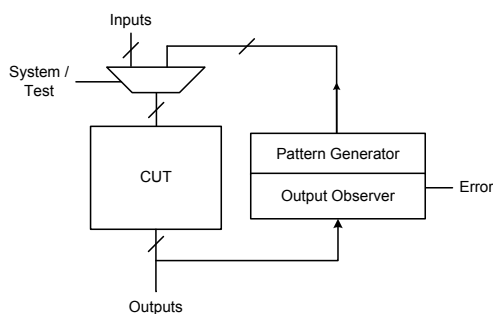 Inputs
System /
Test
CUT
Pattern Generator
Output Observer
Error
Outputs